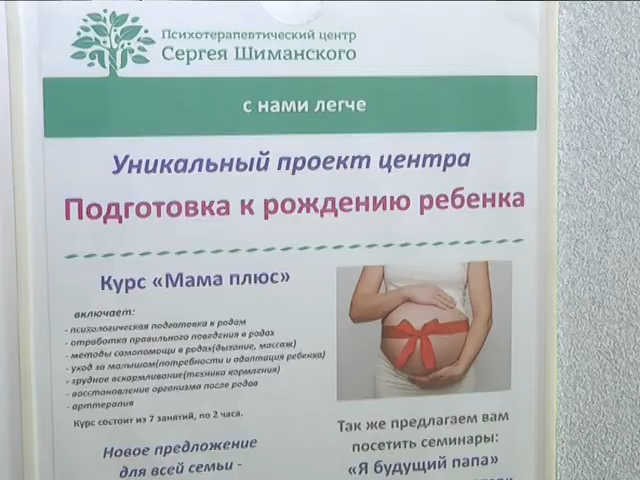 Психотерапевтический центр
Сергея Шиманского
с нами легче
Уникальный проект центра
Подготовка к рождению ребенка
Курс «Мама плюс»
включает:
- психологическая подготовка к родам
- отработка правильного поведения в родах
- методы самопомощи в родах(дыхание, массаж)
- уход за малышом(потребности и адаптация ребенка)
- грудное вскармливание(техника кормления)
- восстановление организма после родов
- арттерапия
Курс состоит из 7 занятий, по 2 часа.
Новое предложение
для всей семьи -
Так же предлагаем вам
посетить семинары:
«Я будущий папа»